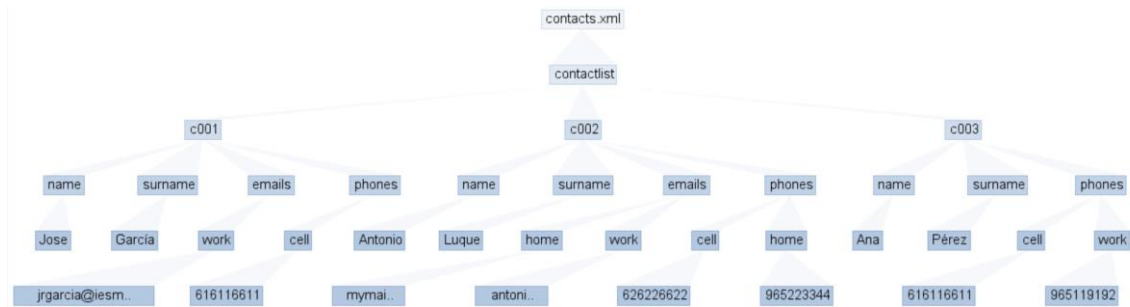 contacts.xml
contactlist
c001 c002 c003
name surname emails phones name surname emails phones name surname phones
Jose García work cell Antonio Luque home work cell home Ana Pérez cell work
jrgarcia@iesm.. 616116611 mymai.. antoni.. 626226622 965223344 616116611 965119192